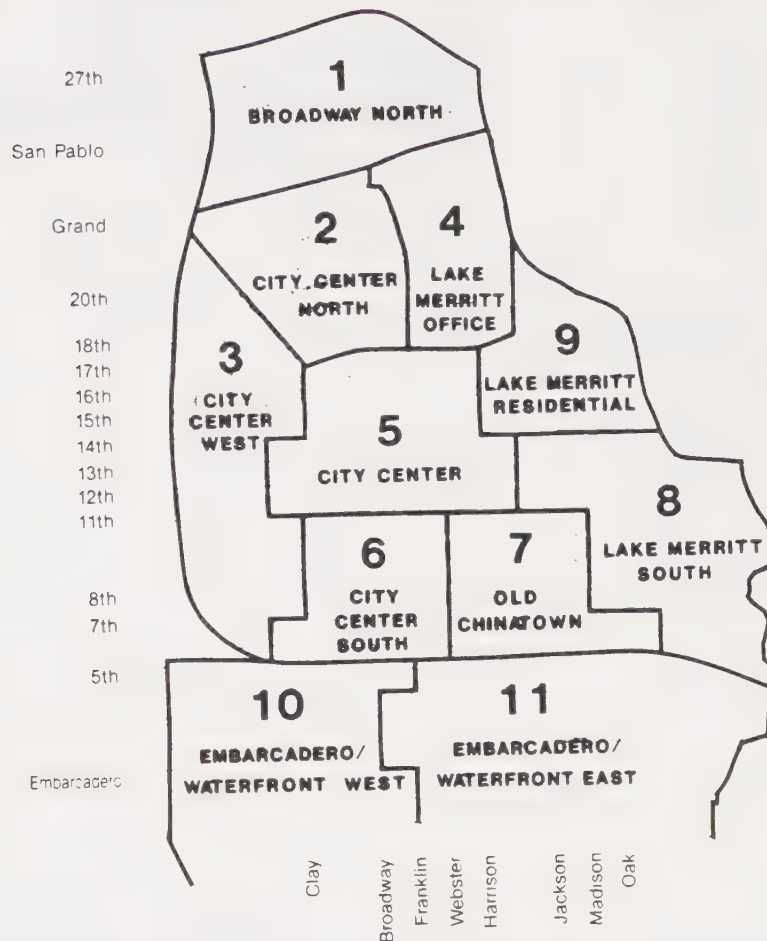 27th
San Pablo
Grand
20th
18th
17th
16th
15th
14th
13th
12th
11th
8th
7th
5th
Embarcadero
1
BROADWAY NORTH
2
CITY CENTER
NORTH
4
LAKE
MERRITT
OFFICE
3
CITY
CENTER
WEST
9
LAKE MERRITT
RESIDENTIAL
5
CITY CENTER
8
LAKE MERRITT
SOUTH
6
CITY
CENTER
SOUTH
7
OLD
CHINATOWN
10
EMBARCADERO/
WATERFRONT WEST
11
EMBARCADERO/
WATERFRONT EAST
Clay
Broadway
Franklin
Webster
Harrison
Jackson
Madison
Oak